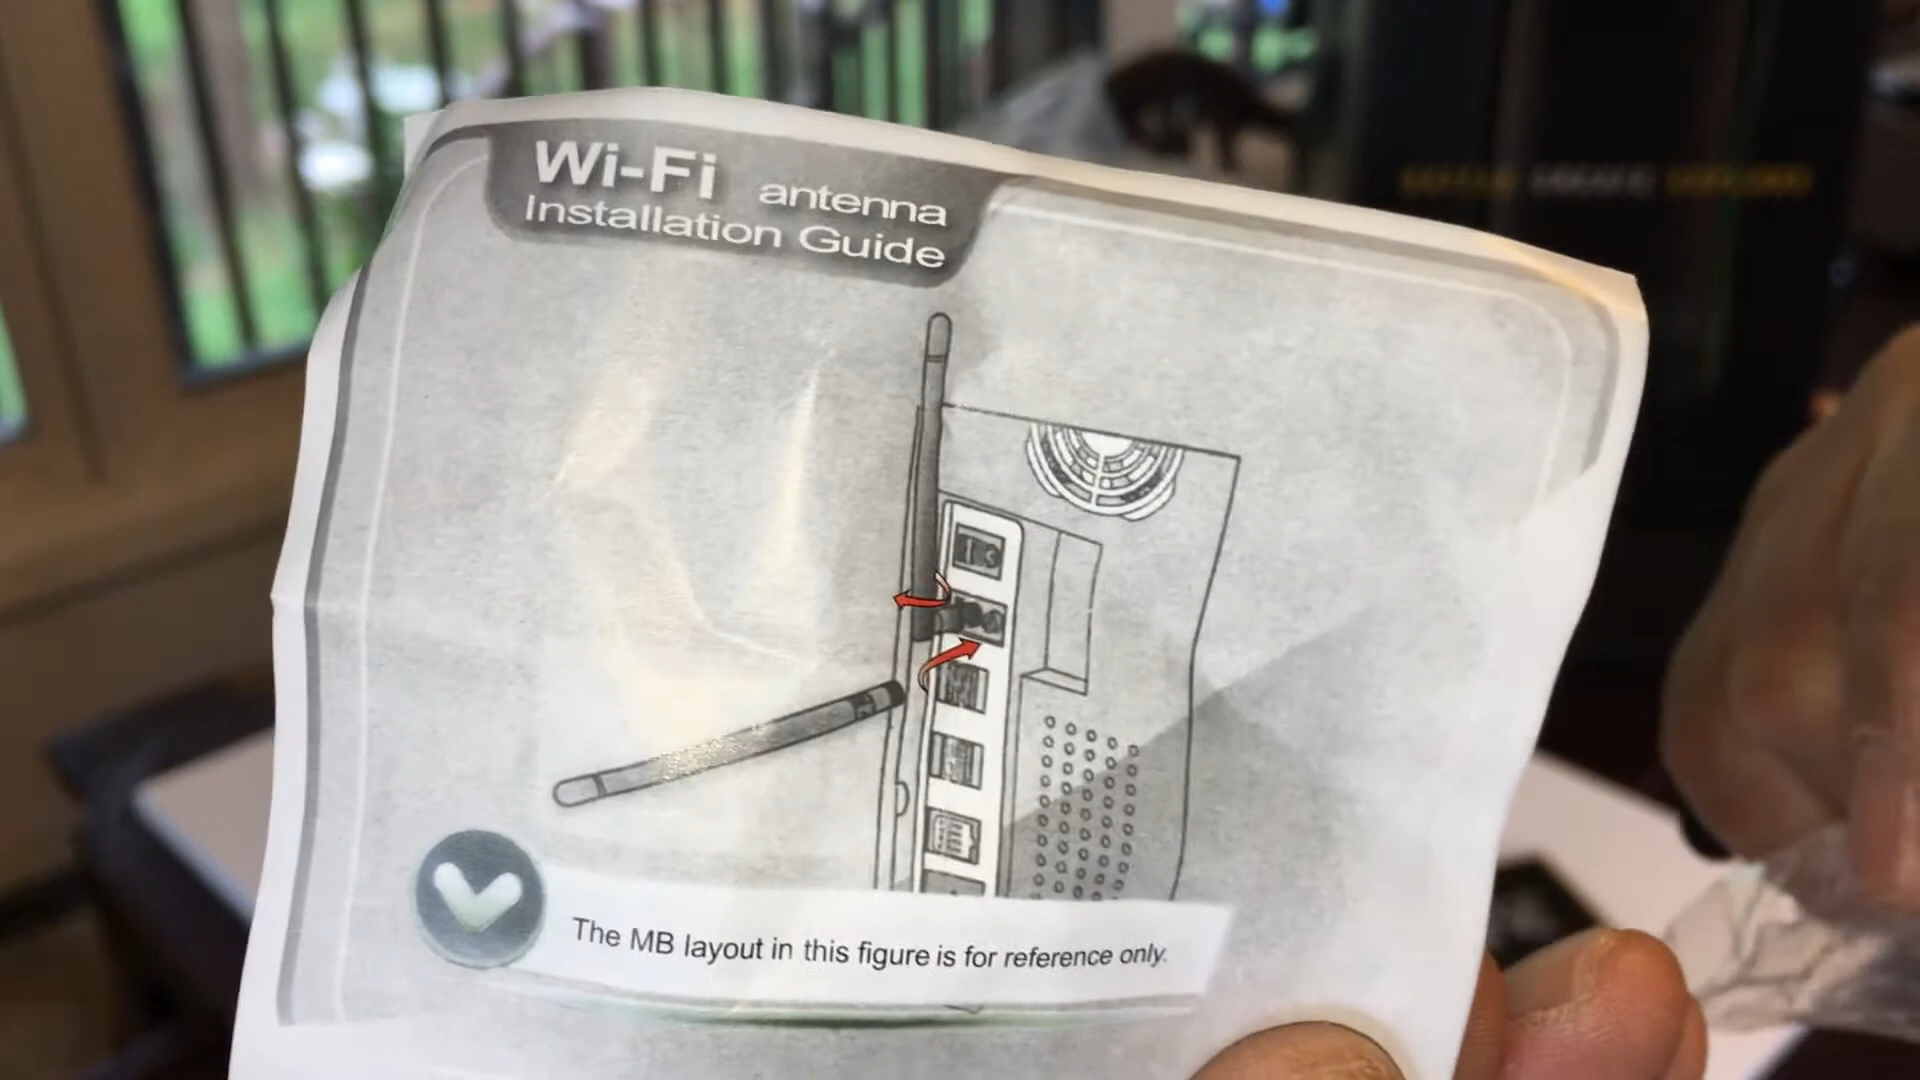 Wi-Fi antenna
Installation Guide
The MB layout in this figure is for reference only.